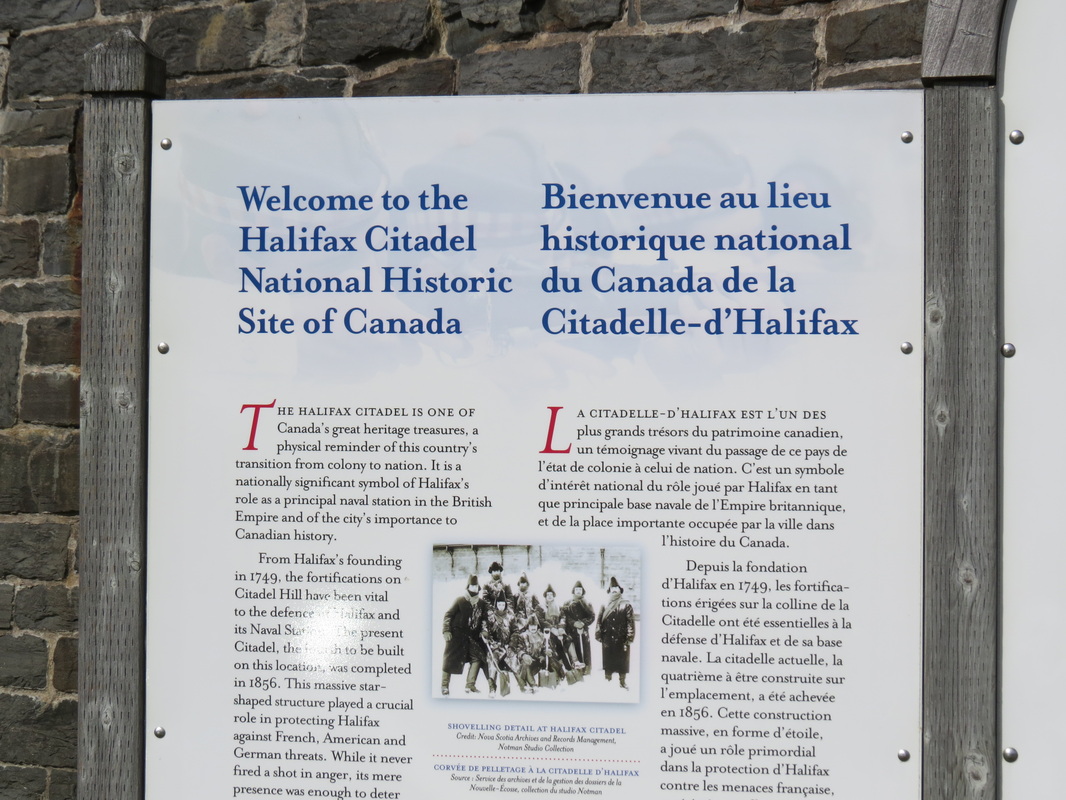 Welcome to the
Halifax Citadel
National Historic
Site of Canada
THE HALIFAX CITADEL IS ONE OF
Canada's great heritage treasures, a
physical reminder of this country's
transition from colony to nation. It is a
nationally significant symbol of Halifax's
role as a principal naval station in the British
Empire and of the city's importance to
Canadian history.
From Halifax's founding
in 1749, the fortifications on
Citadel Hill have been vital
to the defence of Halifax and
its Naval The present
Citadel, the to be built
on this location, was completed
in 1856. This massive star-
shaped structure played a crucial
role in protecting Halifax
against French, American and
German threats. While it never
fired a shot in anger, its mere
presence was enough to deter
Bienvenue au lieu
historique national
du Canada de la
Citadelle-d'Halifax
LA CITADELLE-D'HALIFAX EST L'UN DES
plus grands trésors du patrimoine canadien,
un témoignage vivant du passage de ce pays de
l'état de colonie à celui de nation. C'est un symbole
d'intérêt national du rôle joué par Halifax en tant
que principale base navale de l'Empire britannique,
et de la place importante occupée par la ville dans
l'histoire du Canada.
Depuis la fondation
d'Halifax en 1749, les fortifica-
tions érigées sur la colline de la
Citadelle ont été essentielles à la
défense d'Halifax et de sa base
navale. La citadelle actuelle, la
quatrième à être construite sur
l'emplacement, a été achevée
en 1856. Cette construction
massive, en forme d'étoile,
a joué un rôle primordial
dans la protection d'Halifax
contre les menaces française,
SHOVELLING DETAIL AT HALIFAX CITADEL
Credit: Nova Scotia Archives and Records Management,
Notman Studio Collection
CORVÉE DE PELLETAGE À LA CITADELLE D'HALIFAX
Source : Service des archives et de la gestion des dossiers de la
Nouvelle-Écosse, collection du studio Notman